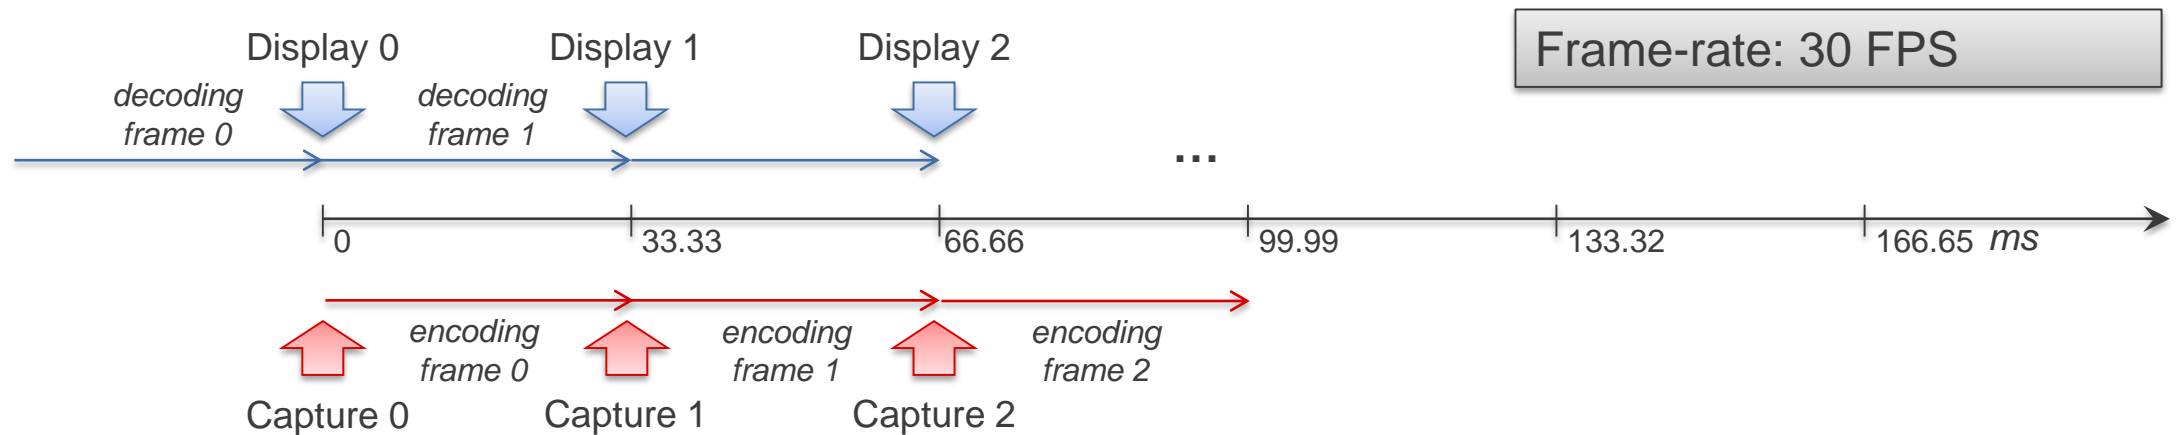 Frame-rate: 30 FPS
Display 0
Display 1
Display 2
decoding
frame 0
decoding
frame 1
...
0
33.33
66.66
99.99
133.32
166.65 ms
encoding
frame 0
encoding
frame 1
encoding
frame 2
Capture 0
Capture 1
Capture 2